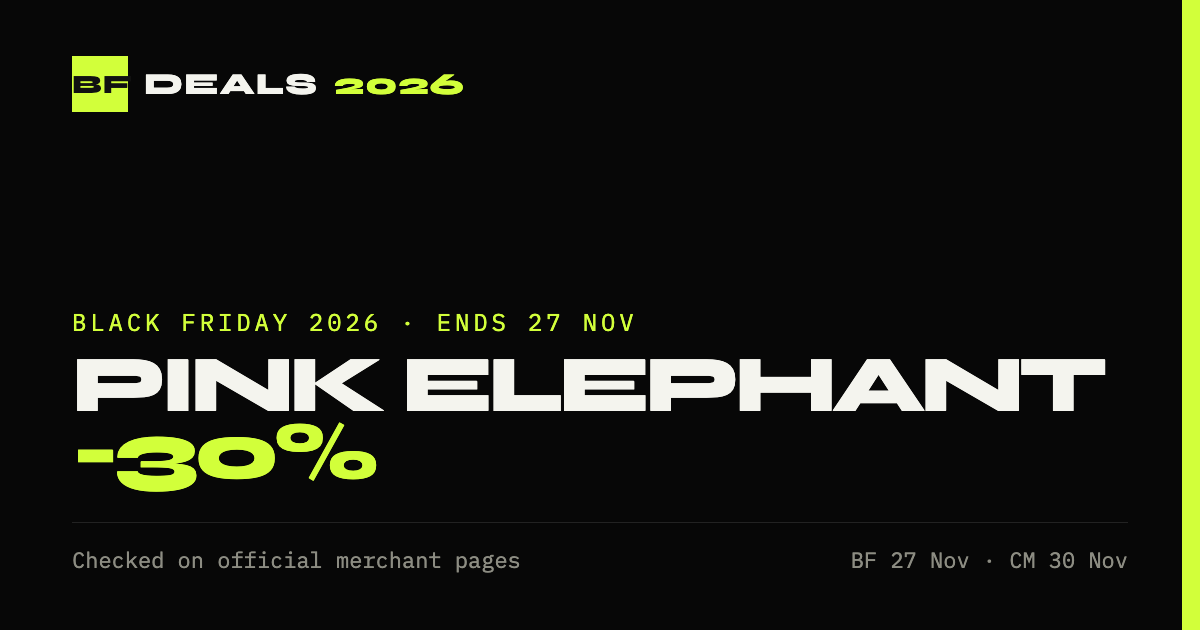 BF DEALS 2026
BLACK FRIDAY 2026 · ENDS 27 NOV
PINK ELEPHANT
-30%
Checked on official merchant pages
BF 27 Nov · CM 30 Nov